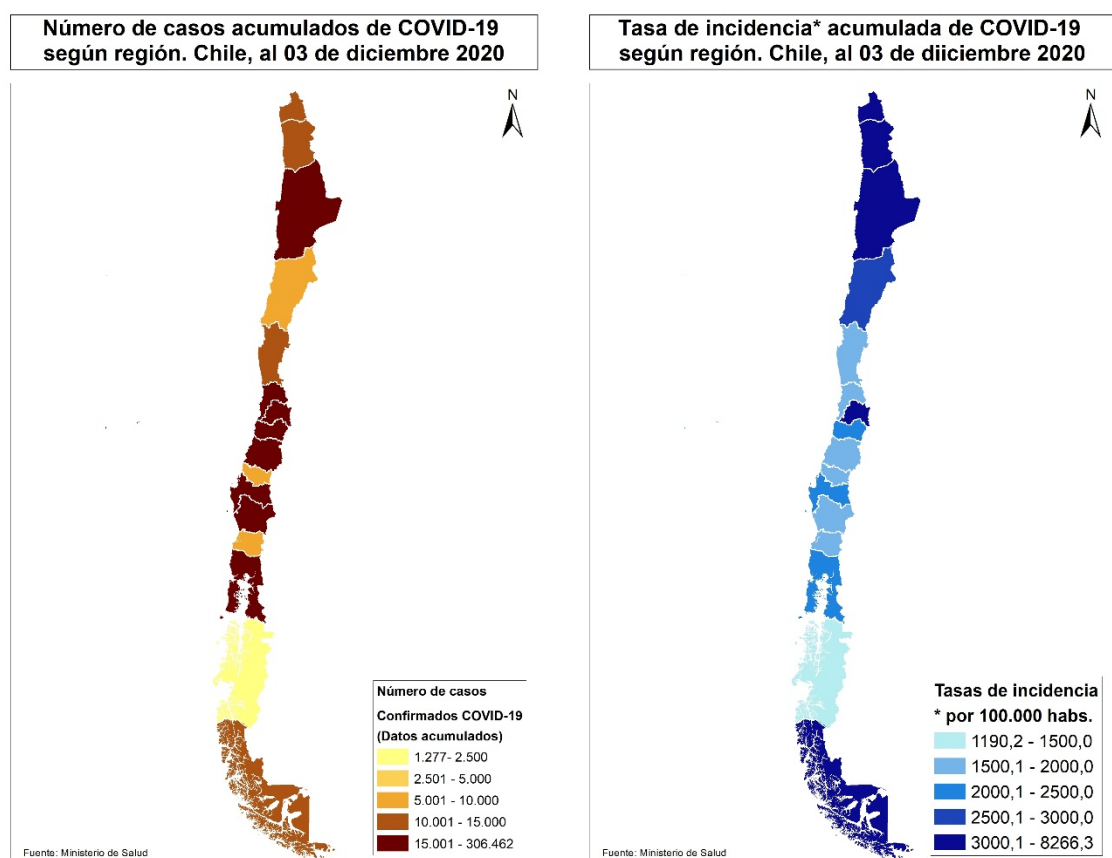 Número de casos acumulados de COVID-19
según región. Chile, al 03 de diciembre 2020
N
Número de casos
Confirmados COVID-19
(Datos acumulados)
1.277- 2.500
2.501 - 5.000
5.001 - 10.000
10.001 - 15.000
15.001 - 306.462
Fuente: Ministerio de Salud
Tasa de incidencia* acumulada de COVID-19
según región. Chile, al 03 de diiciembre 2020
N
Tasas de incidencia
* por 100.000 habs.
1190,2 - 1500,0
1500,1 - 2000,0
2000,1 - 2500,0
2500,1 - 3000,0
3000,1 - 8266,3
Fuente: Ministerio de Salud